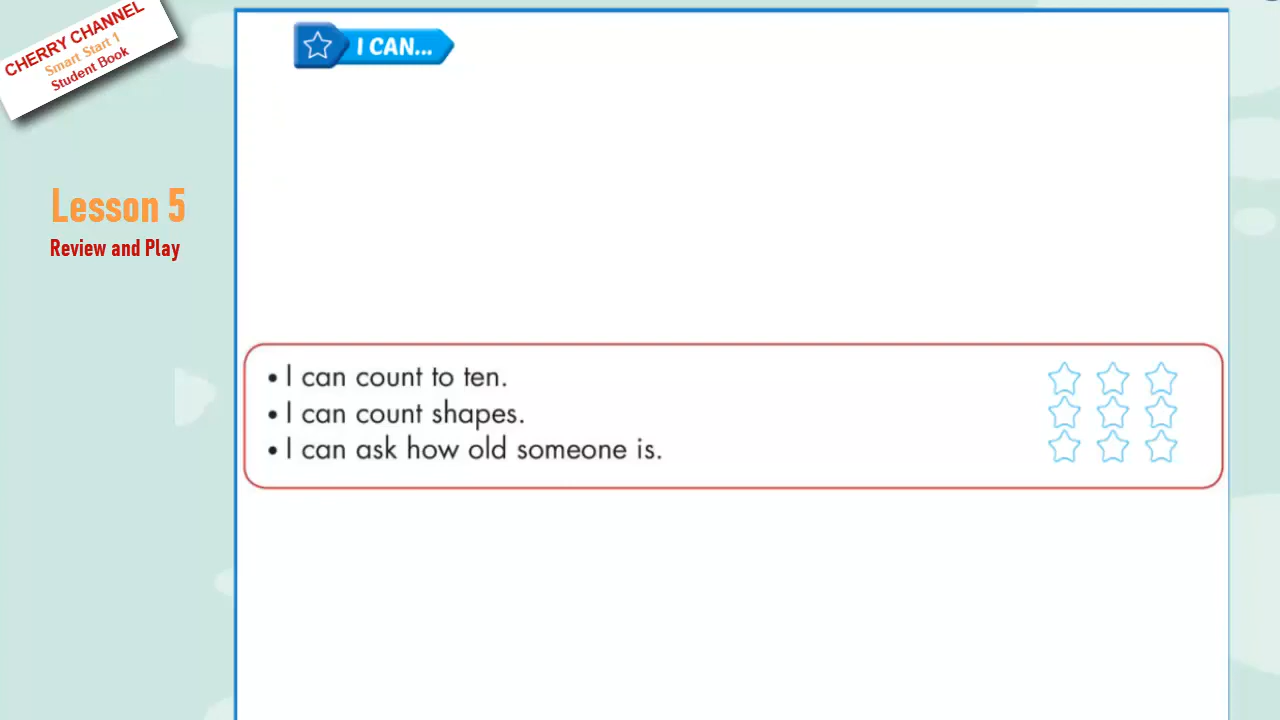 CHERRY CHANNEL
Smart Start 1
Student Book
I CAN...
Lesson 5
Review and Play
• I can count to ten.
• I can count shapes.
• I can ask how old someone is.